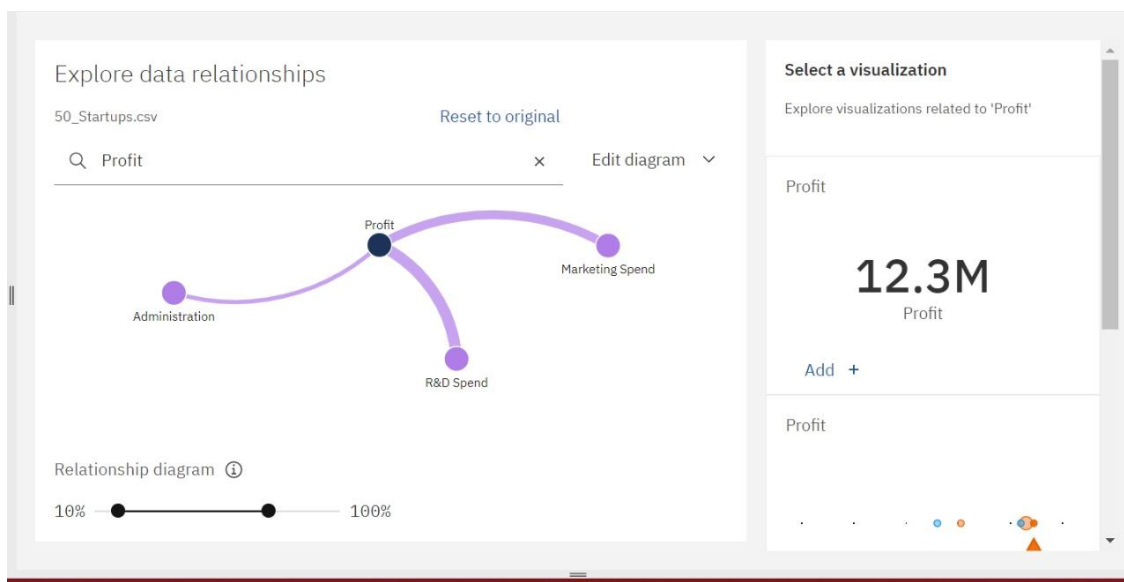 Explore data relationships
50_Startups.csv
Reset to original
Profit
Edit diagram
Profit
Marketing Spend
Administration
R&D Spend
Relationship diagram
10%
100%
Select a visualization
Explore visualizations related to 'Profit'
Profit
12.3M
Profit
Add +
Profit